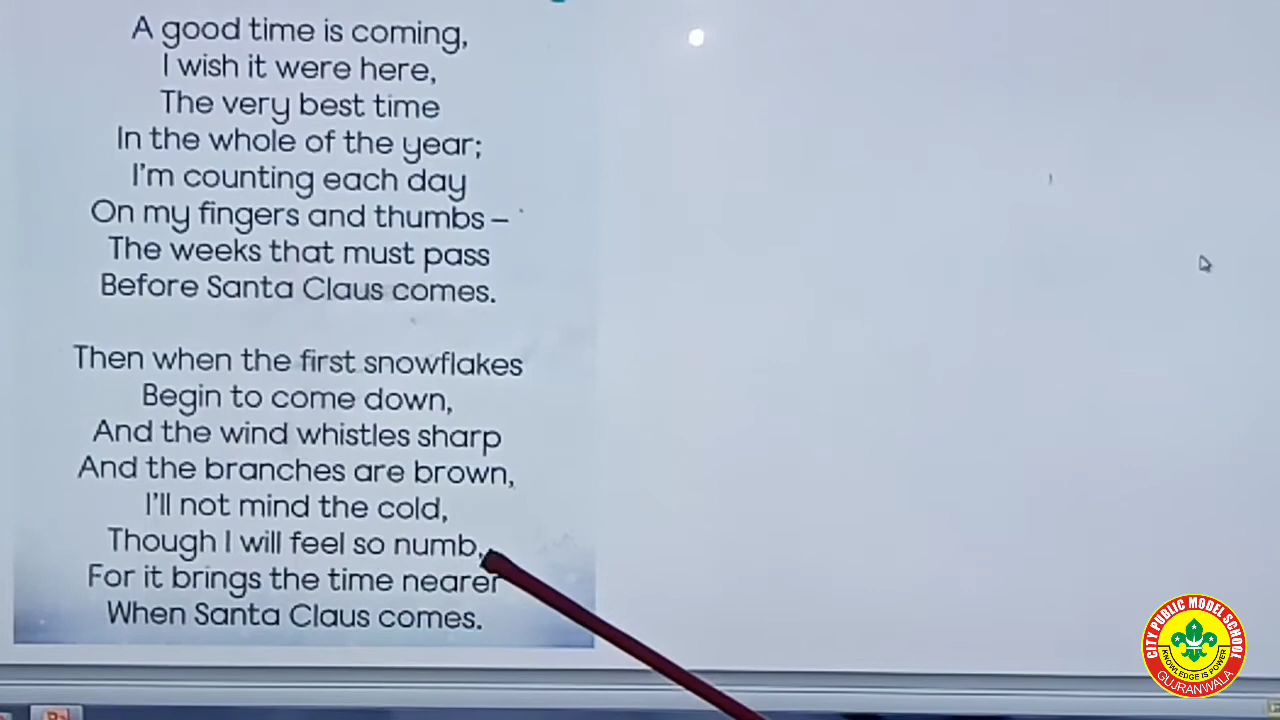 A good time is coming,
I wish it were here,
The very best time
In the whole of the year;
I'm counting each day
On my fingers and thumbs –
The weeks that must pass
Before Santa Claus comes.
Then when the first snowflakes
Begin to come down,
And the wind whistles sharp
And the branches are brown,
I'll not mind the cold,
Though I will feel so numb,
For it brings the time nearer
When Santa Claus comes.
CITY PUBLIC MODEL SCHOOL
KNOWLEDGE IS POWER
GUJRANWALA